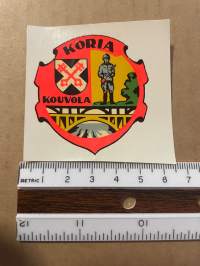 KORIA
KOUVOLA
METRIC 1 2 3 4 5 6 7
12 11 10